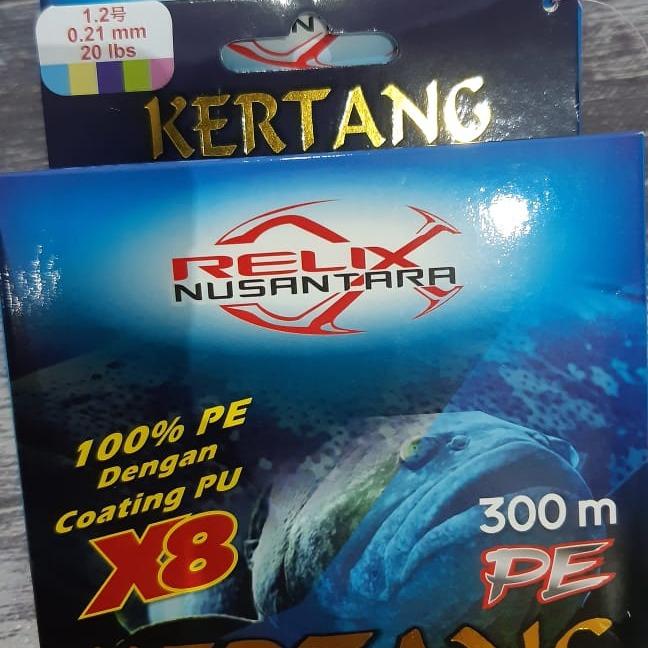 1.2号
0.21 mm
20 lbs
N
KERTANG
RELIX
NUSANTARA
100% PE
Dengan
Coating PU
X8
300 m
PE
KERTANG